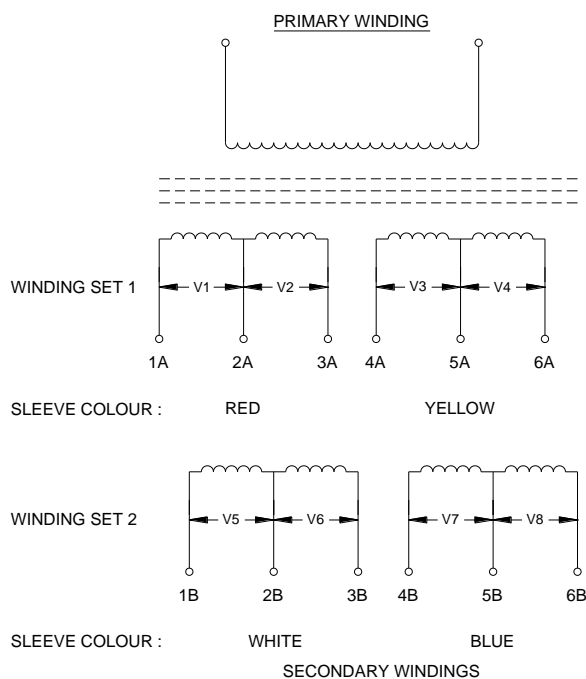 PRIMARY WINDING
WINDING SET 1
V1 V2 V3 V4
1A 2A 3A 4A 5A 6A
SLEEVE COLOUR : RED YELLOW
WINDING SET 2
V5 V6 V7 V8
1B 2B 3B 4B 5B 6B
SLEEVE COLOUR : WHITE BLUE
SECONDARY WINDINGS